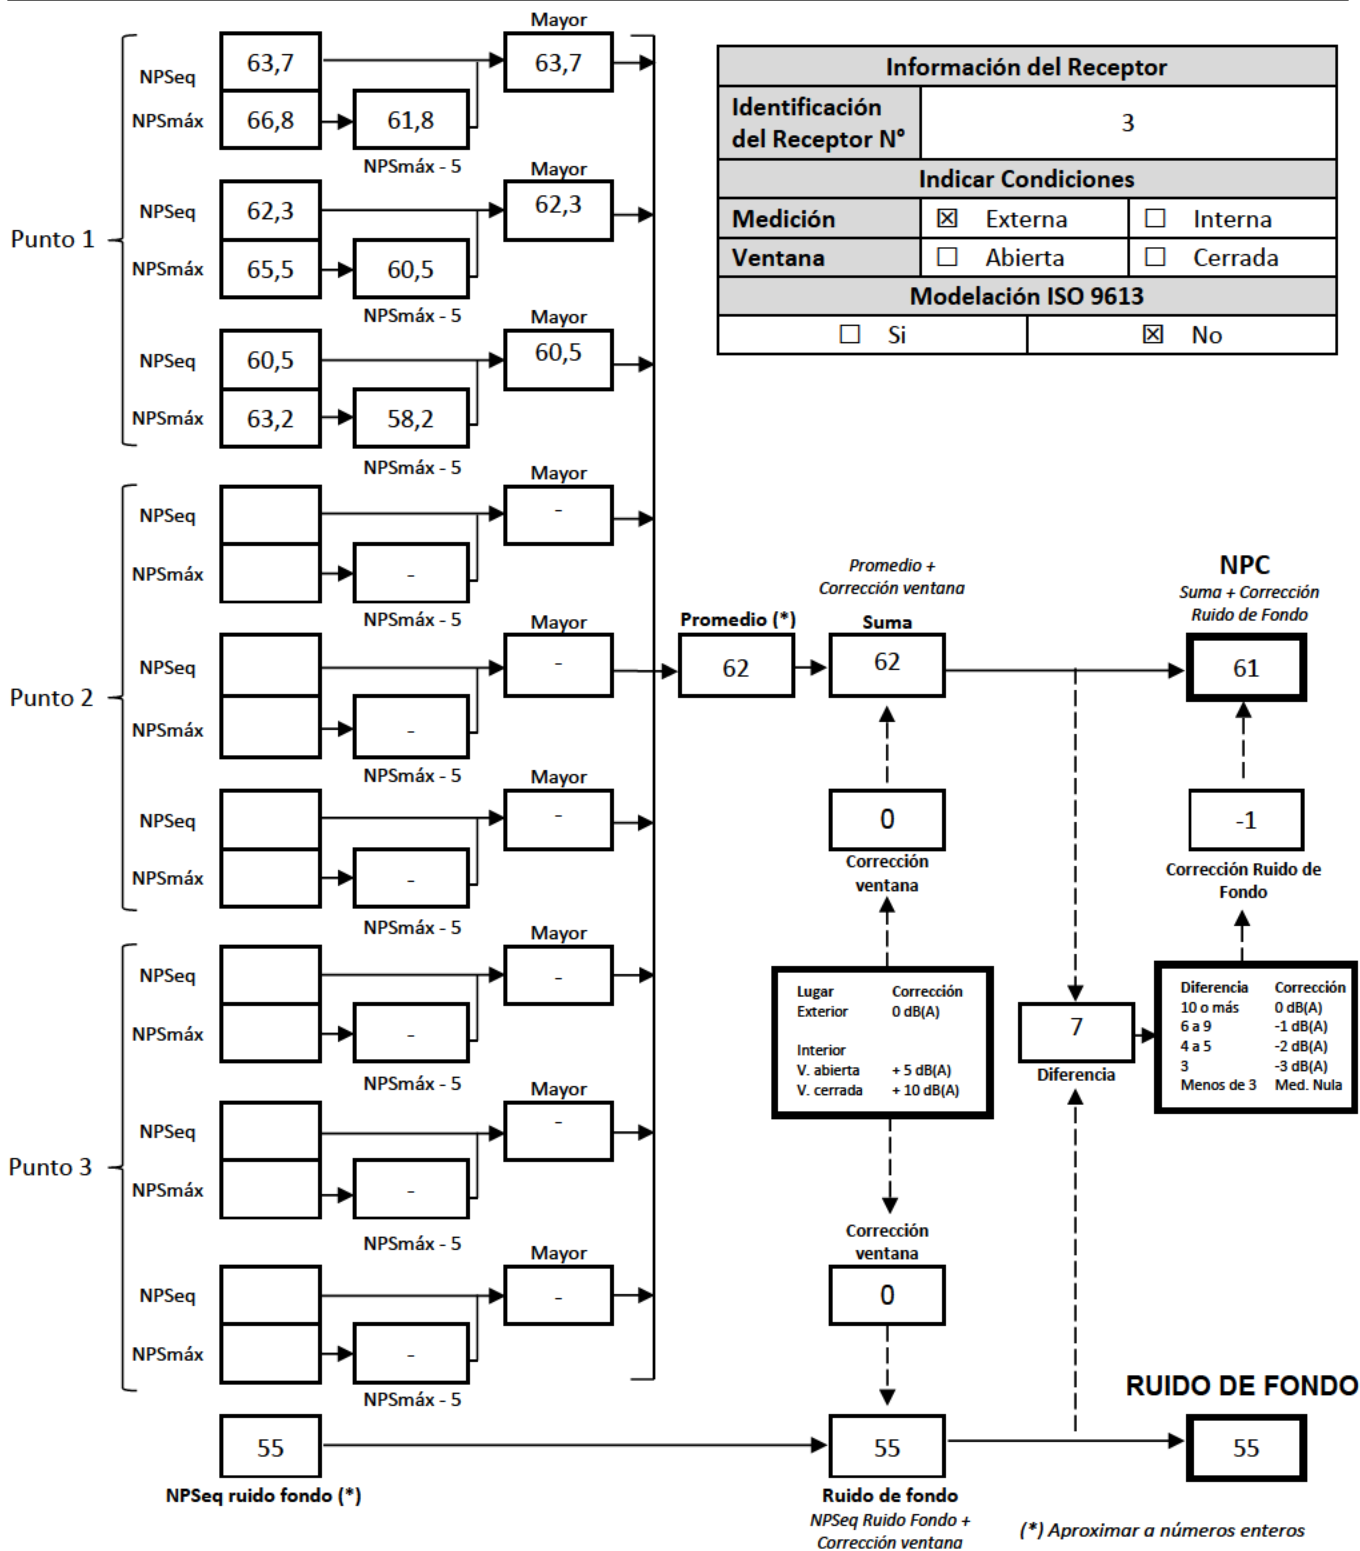 Mayor
NPSeq 63,7 63,7
NPSmáx 66,8 61,8
NPSmáx - 5
Mayor
NPSeq 62,3 62,3
Punto 1
NPSmáx 65,5 60,5
NPSmáx - 5
Mayor
NPSeq 60,5 60,5
NPSmáx 63,2 58,2
NPSmáx - 5
Información del Receptor
Identificación
del Receptor N°
3
Indicar Condiciones
Medición ☒ Externa ☐ Interna
Ventana ☐ Abierta ☐ Cerrada
Modelación ISO 9613
☐ Si ☒ No
Mayor
NPSeq -
NPSmáx -
NPSmáx - 5
Mayor
NPSeq -
Punto 2
NPSmáx -
NPSmáx - 5
Mayor
NPSeq -
NPSmáx -
NPSmáx - 5
Mayor
NPSeq -
NPSmáx -
NPSmáx - 5
Mayor
NPSeq -
Punto 3
NPSmáx -
NPSmáx - 5
Mayor
NPSeq -
NPSmáx -
NPSmáx - 5
55
NPSeq ruido fondo (*)
Promedio (*)
62
Promedio +
Corrección ventana
Suma
62
0
Corrección
ventana
Lugar Corrección
Exterior 0 dB(A)
Interior
V. abierta + 5 dB(A)
V. cerrada + 10 dB(A)
Corrección
ventana
0
55
Ruido de fondo
NPSeq Ruido Fondo +
Corrección ventana
7
Diferencia
NPC
Suma + Corrección
Ruido de Fondo
61
-1
Corrección Ruido de
Fondo
Diferencia Corrección
10 o más 0 dB(A)
6 a 9 -1 dB(A)
4 a 5 -2 dB(A)
3 -3 dB(A)
Menos de 3 Med. Nula
RUIDO DE FONDO
55
(*) Aproximar a números enteros